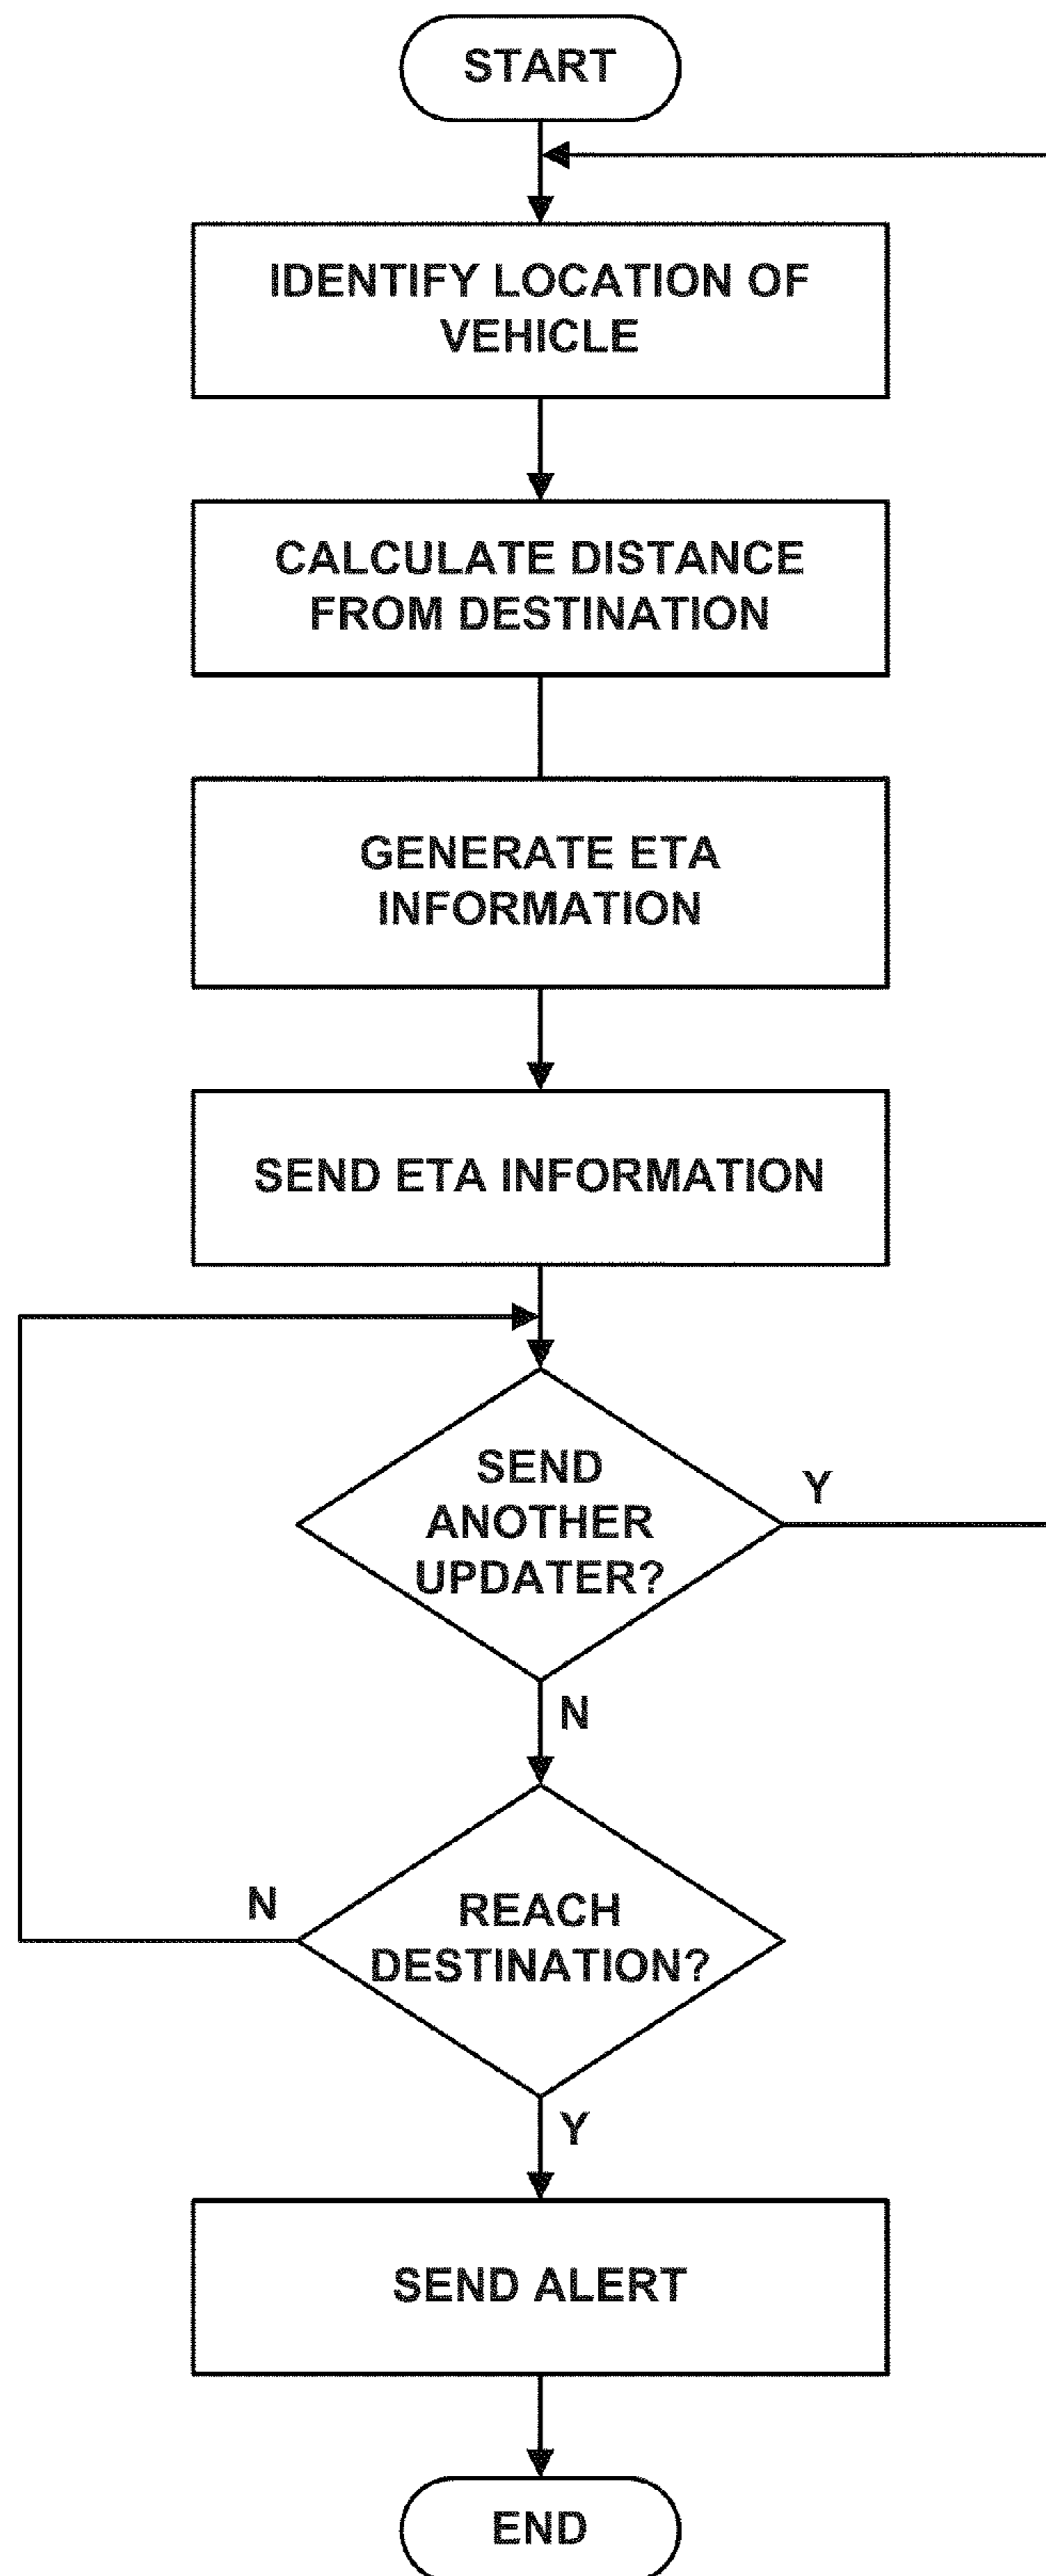 START
IDENTIFY LOCATION OF
VEHICLE
CALCULATE DISTANCE
FROM DESTINATION
GENERATE ETA
INFORMATION
SEND ETA INFORMATION
SEND
ANOTHER
UPDATER?
Y
N
REACH
DESTINATION?
N
Y
SEND ALERT
END